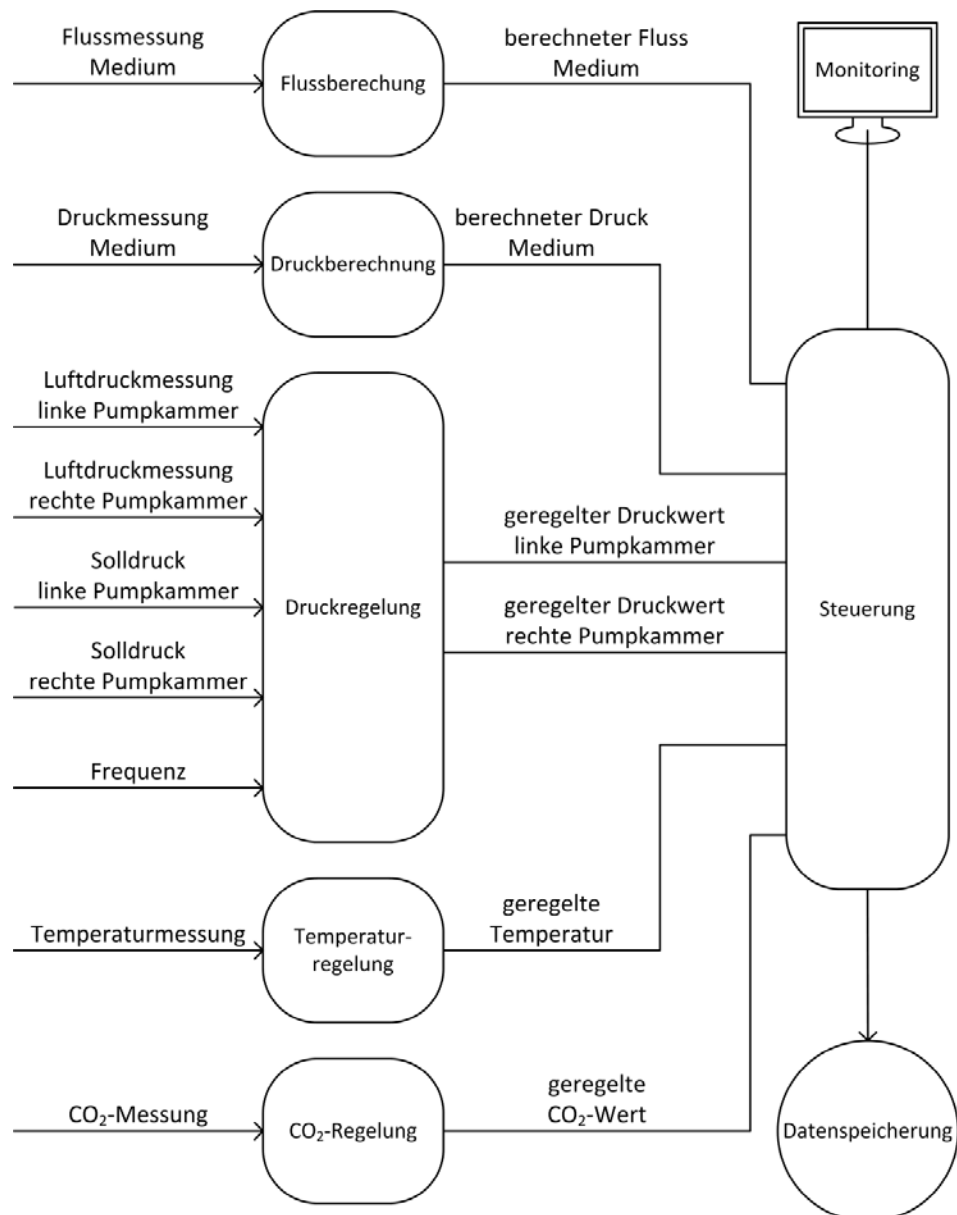 Flussmessung
Medium
Flussberechung
berechneter Fluss
Medium
Monitoring
Druckmessung
Medium
Druckberechnung
berechneter Druck
Medium
Luftdruckmessung
linke Pumpkammer
Luftdruckmessung
rechte Pumpkammer
Solldruck
linke Pumpkammer
Solldruck
rechte Pumpkammer
Frequenz
Druckregelung
geregelter Druckwert
linke Pumpkammer
geregelter Druckwert
rechte Pumpkammer
Steuerung
Temperaturmessung
Temperatur-
regelung
geregelte
Temperatur
CO₂-Messung
CO₂-Regelung
geregelte
CO₂-Wert
Datenspeicherung